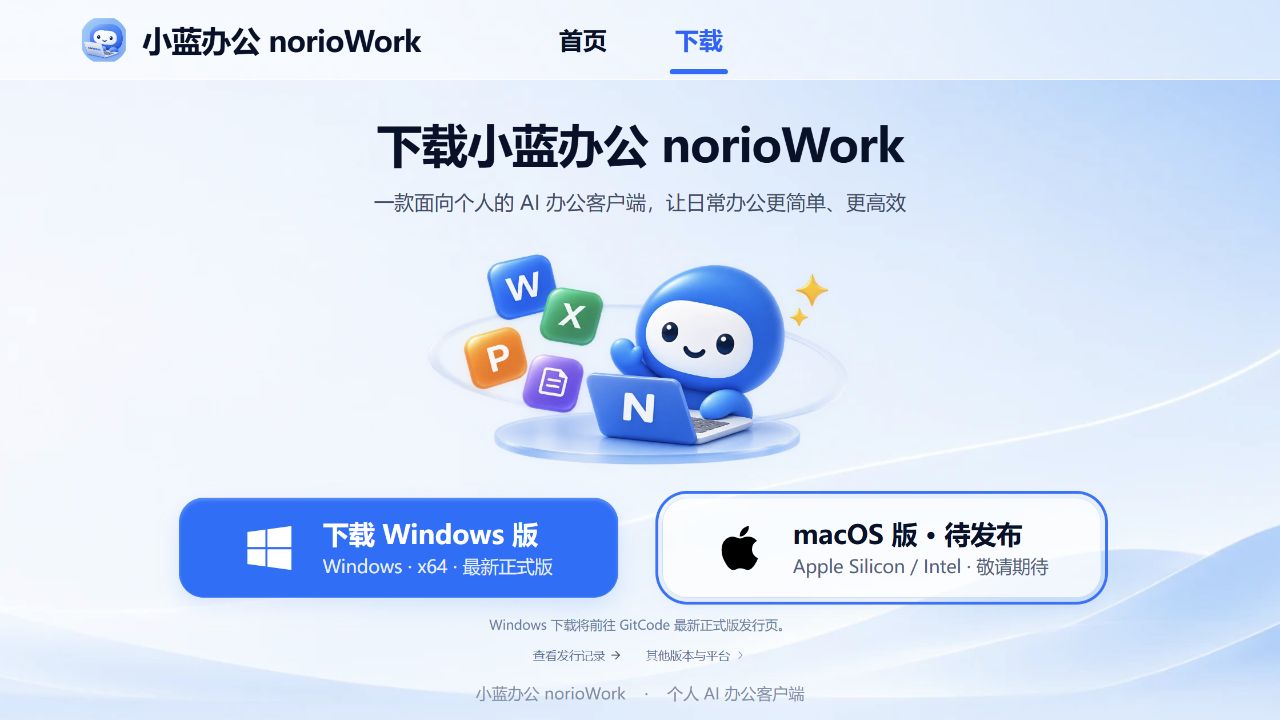 小蓝办公 norioWork
首页
下载
下载小蓝办公 norioWork
一款面向个人的 AI 办公客户端，让日常办公更简单、更高效
W
X
P
N
下载 Windows 版
Windows · x64 · 最新正式版
macOS 版 · 待发布
Apple Silicon / Intel · 敬请期待
Windows 下载将前往 GitCode 最新正式版发行页。
查看发行记录 → 其他版本与平台 >
小蓝办公 norioWork · 个人 AI 办公客户端